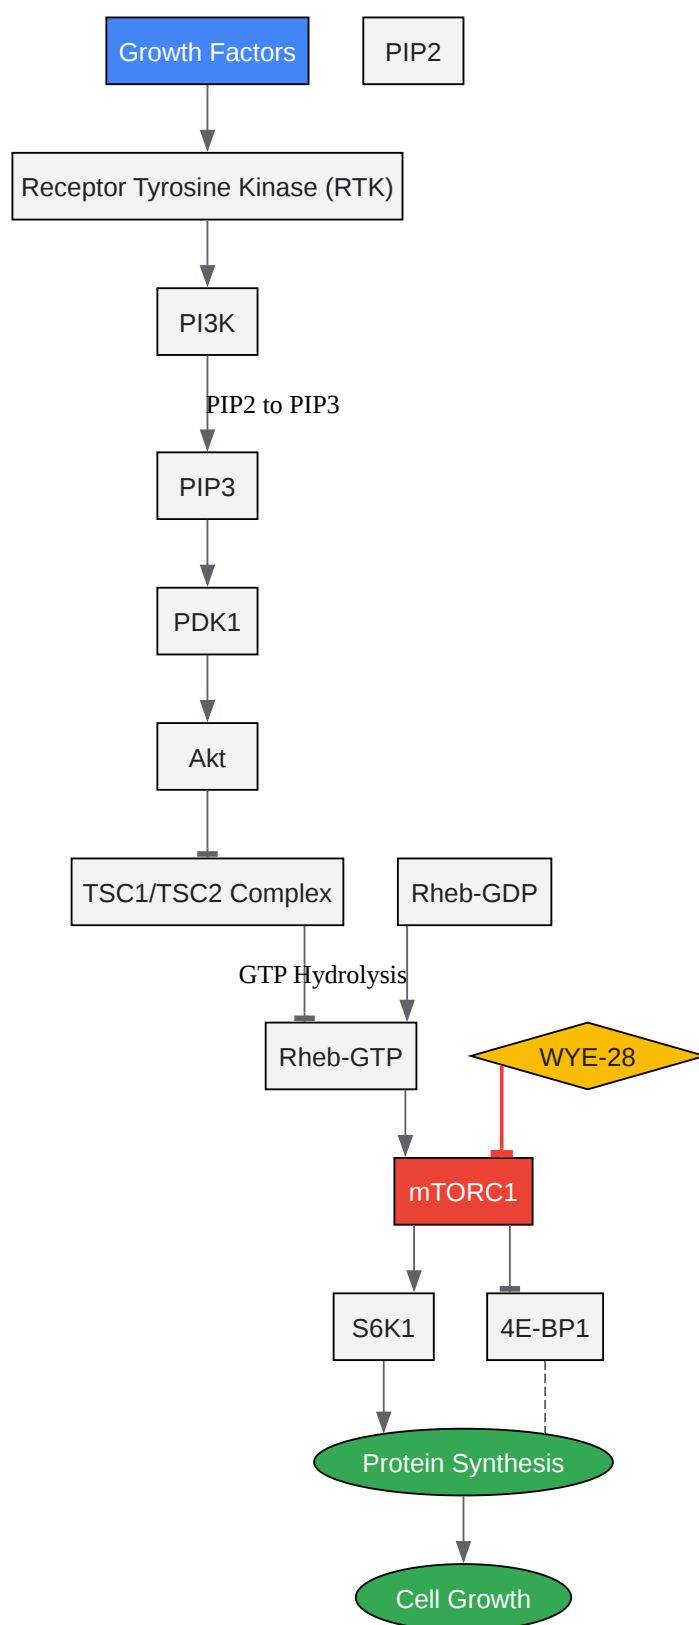 Growth Factors
PIP2
Receptor Tyrosine Kinase (RTK)
PI3K
PIP2 to PIP3
PIP3
PDK1
Akt
TSC1/TSC2 Complex
Rheb-GDP
GTP Hydrolysis
Rheb-GTP
WYE-28
mTORC1
S6K1
4E-BP1
Protein Synthesis
Cell Growth